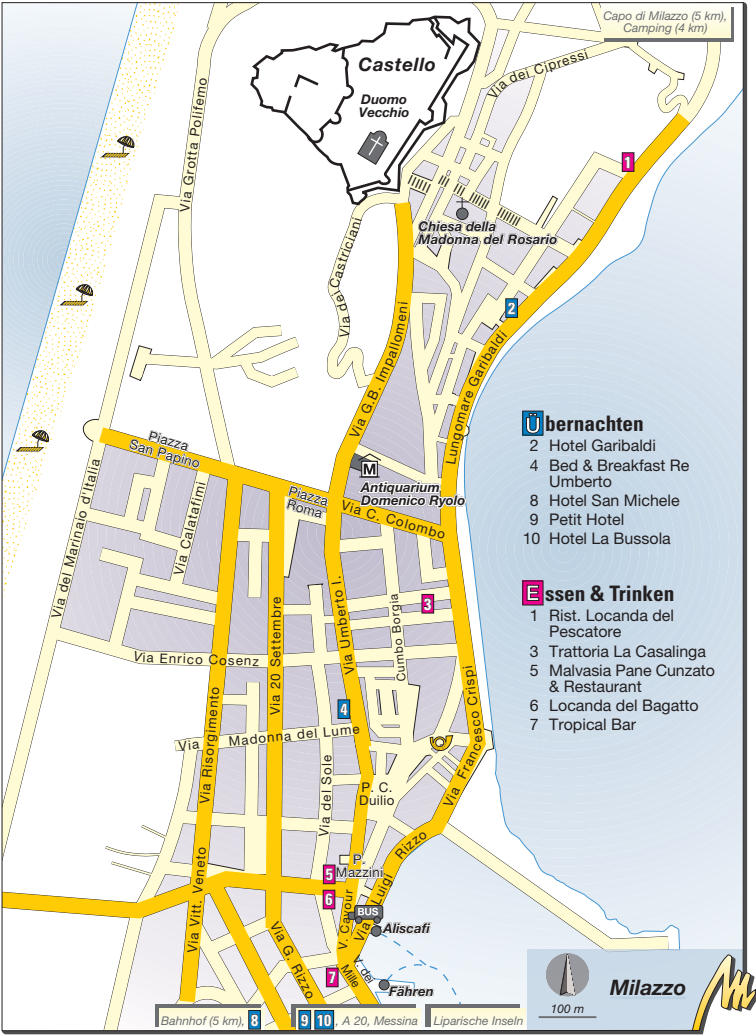 Capo di Milazzo (5 km),
Camping (4 km)
Castello
Duomo
Vecchio
Via dei Cipressi
Via Grotta Polifemo
1
Chiesa della
Madonna del Rosario
Via dei Castriciani
2
Via G.B. Impallomeni
Lungomare Garibaldi
Übernachten
2 Hotel Garibaldi
4 Bed & Breakfast Re
Umberto
8 Hotel San Michele
9 Petit Hotel
10 Hotel La Bussola
Piazza
San Papino
M
Antiquarium
Domenico Ryolo
Piazza
Roma
Via C. Colombo
Via del Marinaio d'Italia
Via Calatafimi
Essen & Trinken
1 Rist. Locanda del
Pescatore
3 Trattoria La Casalinga
5 Malvasia Pane Cunzato
& Restaurant
6 Locanda del Bagatto
7 Tropical Bar
3
Via Umberto I.
Cumbo Borgia
Via 20 Settembre
Via Enrico Cosenz
4
Via Madonna del Lume
Via Risorgimento
Via Francesco Crispi
Via del Sole
P. C.
Duilio
P.
Mazzini
5
6
Via Luigi Rizzo
Via Vitt. Veneto
V. Cavour
BUS
Aliscafi
Via G. Rizzo
V. dei
Mille
7
Fähren
100 m
Milazzo
Bahnhof (5 km), 8
9 10, A 20, Messina
Liparische Inseln